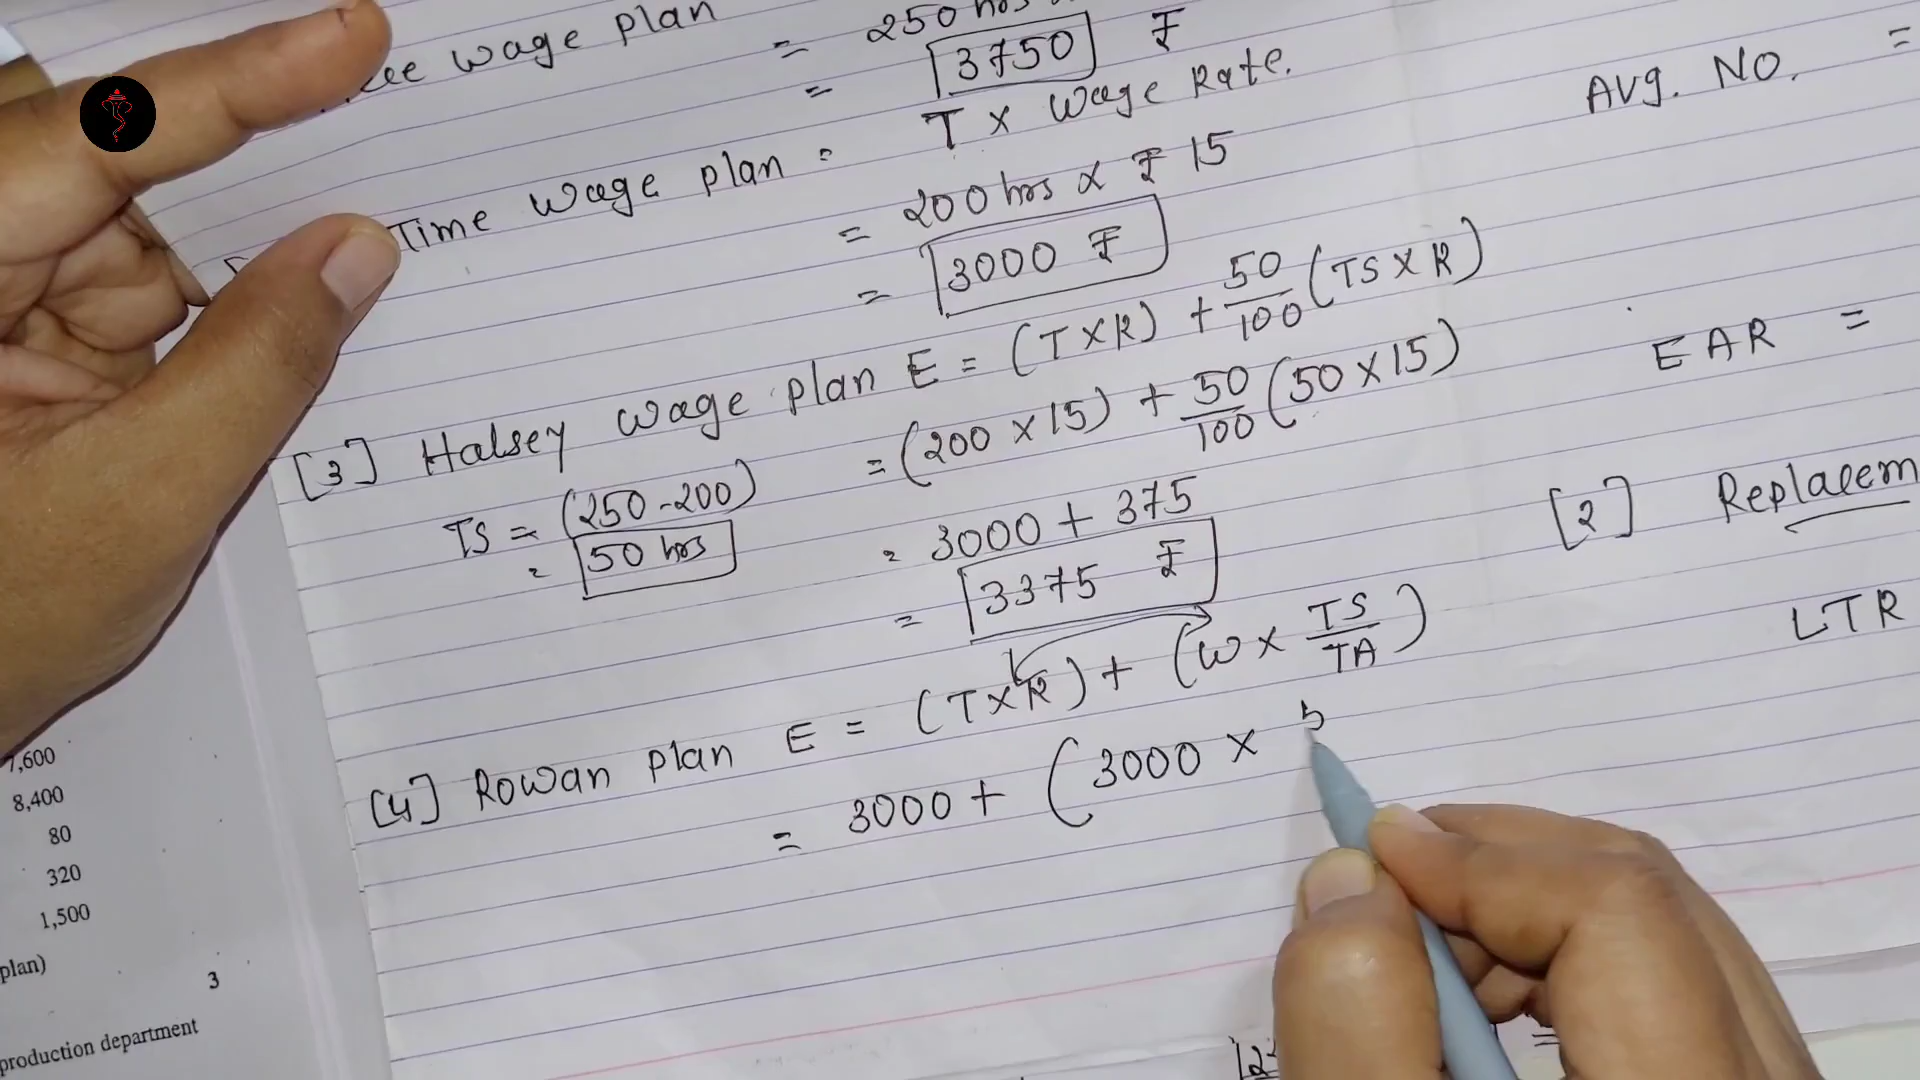 wage plan = 250 hrs
= 3750 ₹
Time wage plan = T × wage Rate.
= 200 hrs × ₹ 15
= 3000 ₹
[3] Halsey wage plan E = (T×R) + 50/100 (TS×R)
= (200 × 15) + 50/100 (50 × 15)
TS = (250-200)
= 50 hrs
= 3000 + 375
= 3375 ₹
[4] Rowan plan E = (T×R) + (W × TS/TA)
= 3000 + (3000 × 5
Avg. No. =
EAR =
[2] Replacem
LTR
7,600
8,400
80
320
1,500
plan)
3
production department